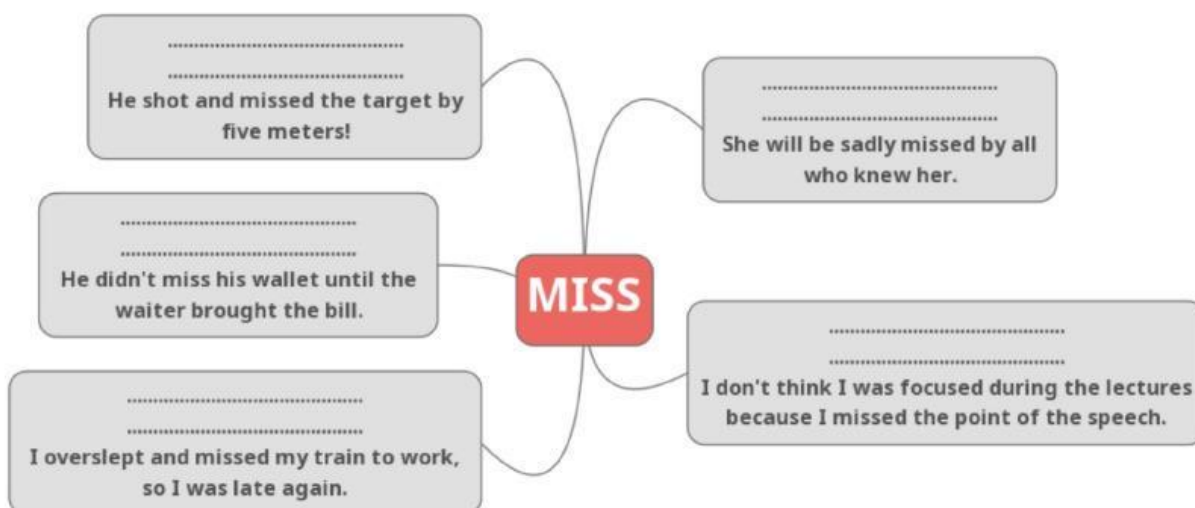 ..................................................
..................................................
He shot and missed the target by
five meters!
..................................................
..................................................
She will be sadly missed by all
who knew her.
..................................................
..................................................
He didn't miss his wallet until the
waiter brought the bill.
MISS
..................................................
..................................................
I don't think I was focused during the lectures
because I missed the point of the speech.
..................................................
..................................................
I overslept and missed my train to work,
so I was late again.